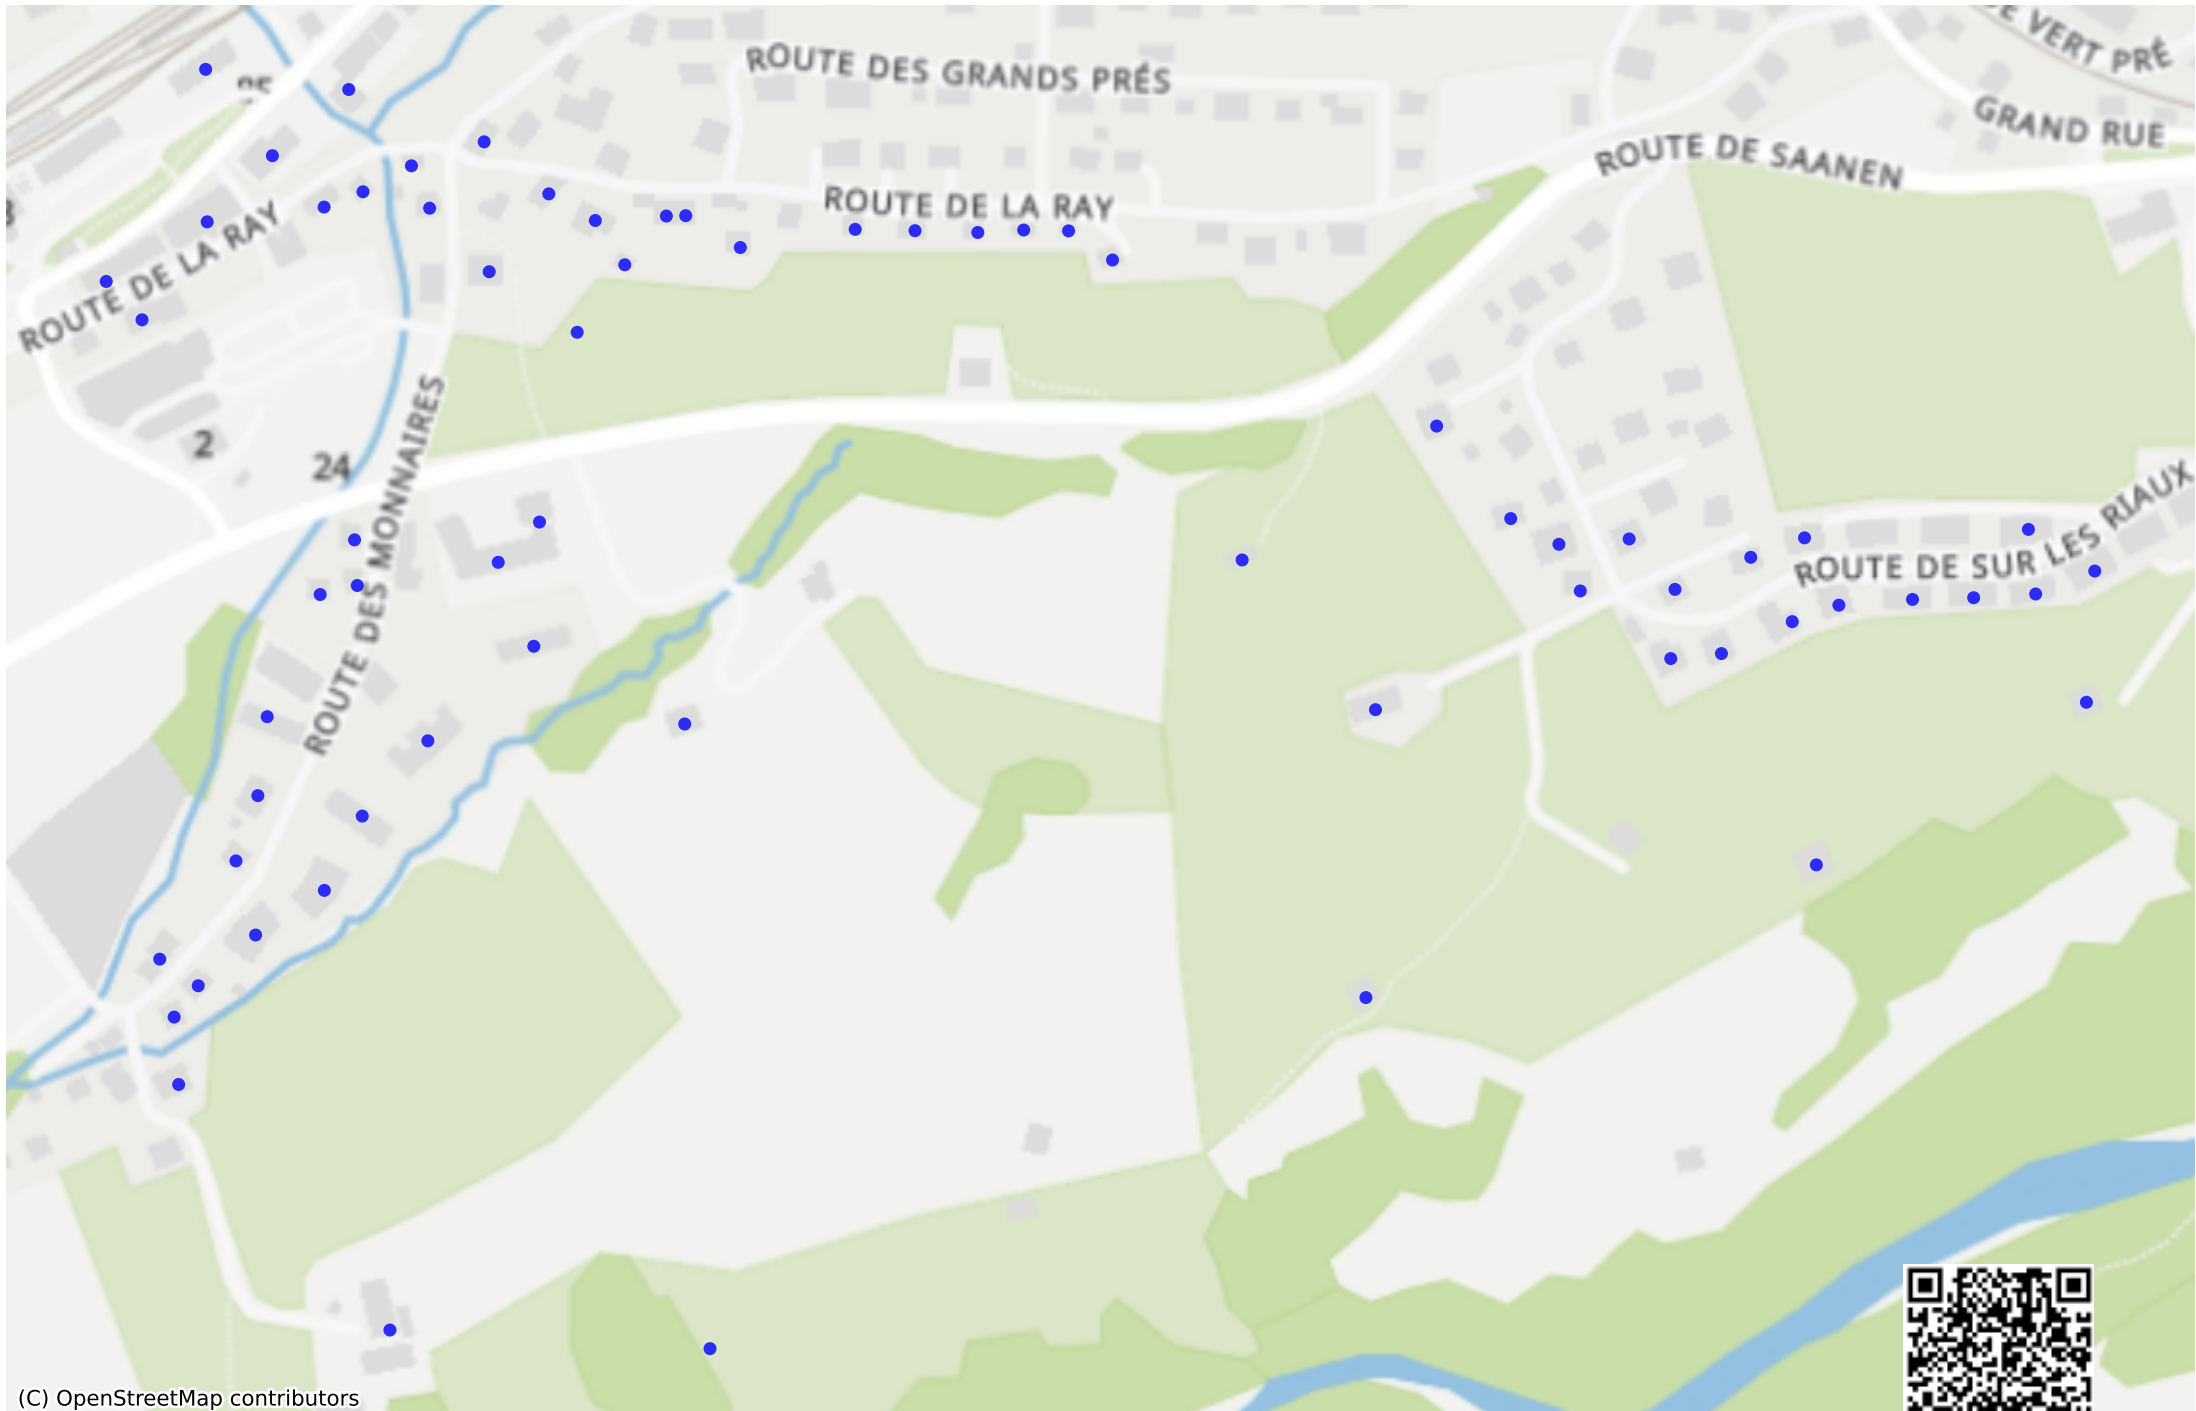 ROUTE DES GRANDS PRÉS
VERT PRÉ
GRAND RUE
ROUTE DE SAANEN
ROUTE DE LA RAY
ROUTE DE LA RAY
2
24
ROUTE DES MONNAIRES
ROUTE DE SUR LES RIAUX
(C) OpenStreetMap contributors